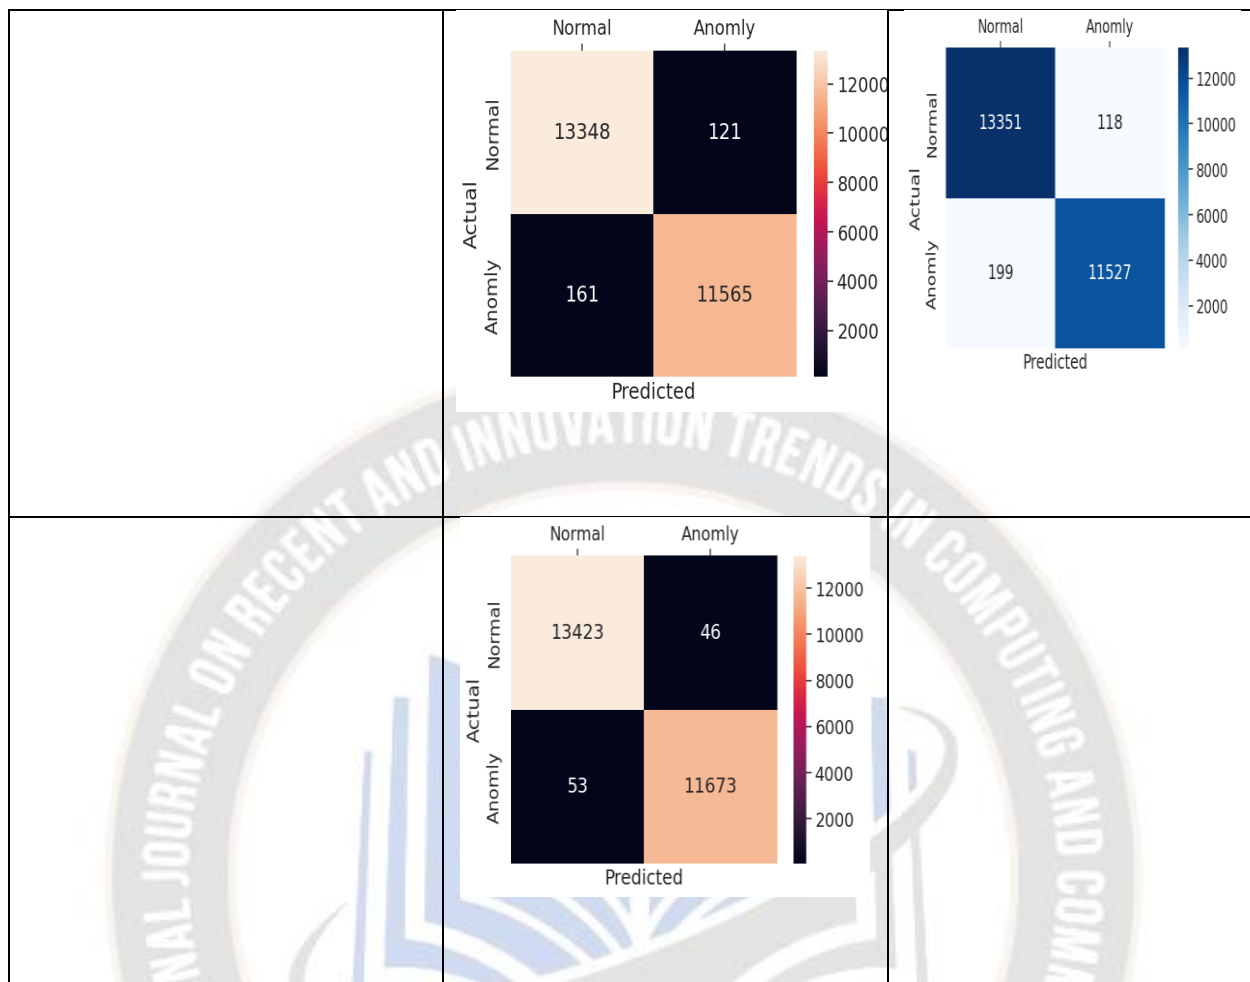 Normal Anomly
Normal 13348 121
Actual
Anomly 161 11565
Predicted
12000
10000
8000
6000
4000
2000
Normal Anomly
Normal 13351 118
Actual
Anomly 199 11527
Predicted
12000
10000
8000
6000
4000
2000
Normal Anomly
Normal 13423 46
Actual
Anomly 53 11673
Predicted
12000
10000
8000
6000
4000
2000
NAL JOURNAL ON RECENT AND INNOVATION TRENDS IN COMPUTING AND COM